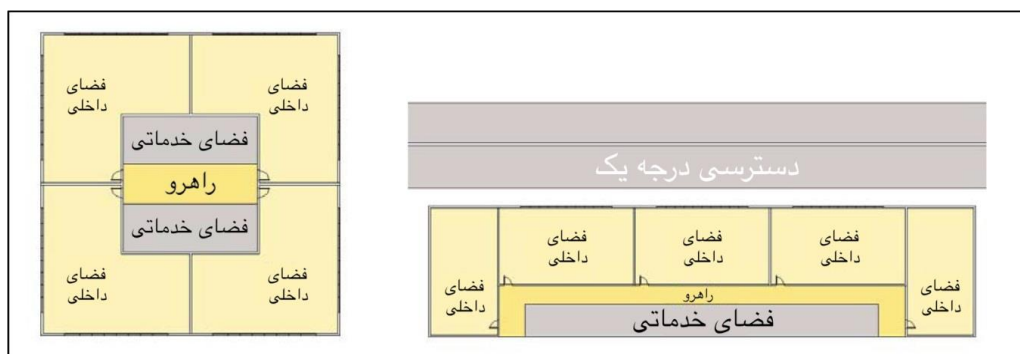 فضای
داخلی
فضای
داخلی
فضای خدماتی
راهرو
فضای خدماتی
فضای
داخلی
فضای
داخلی
دسترسی درجه یک
فضای
داخلی
فضای
داخلی
فضای
داخلی
فضای
داخلی
فضای
داخلی
راهرو
فضای خدماتی